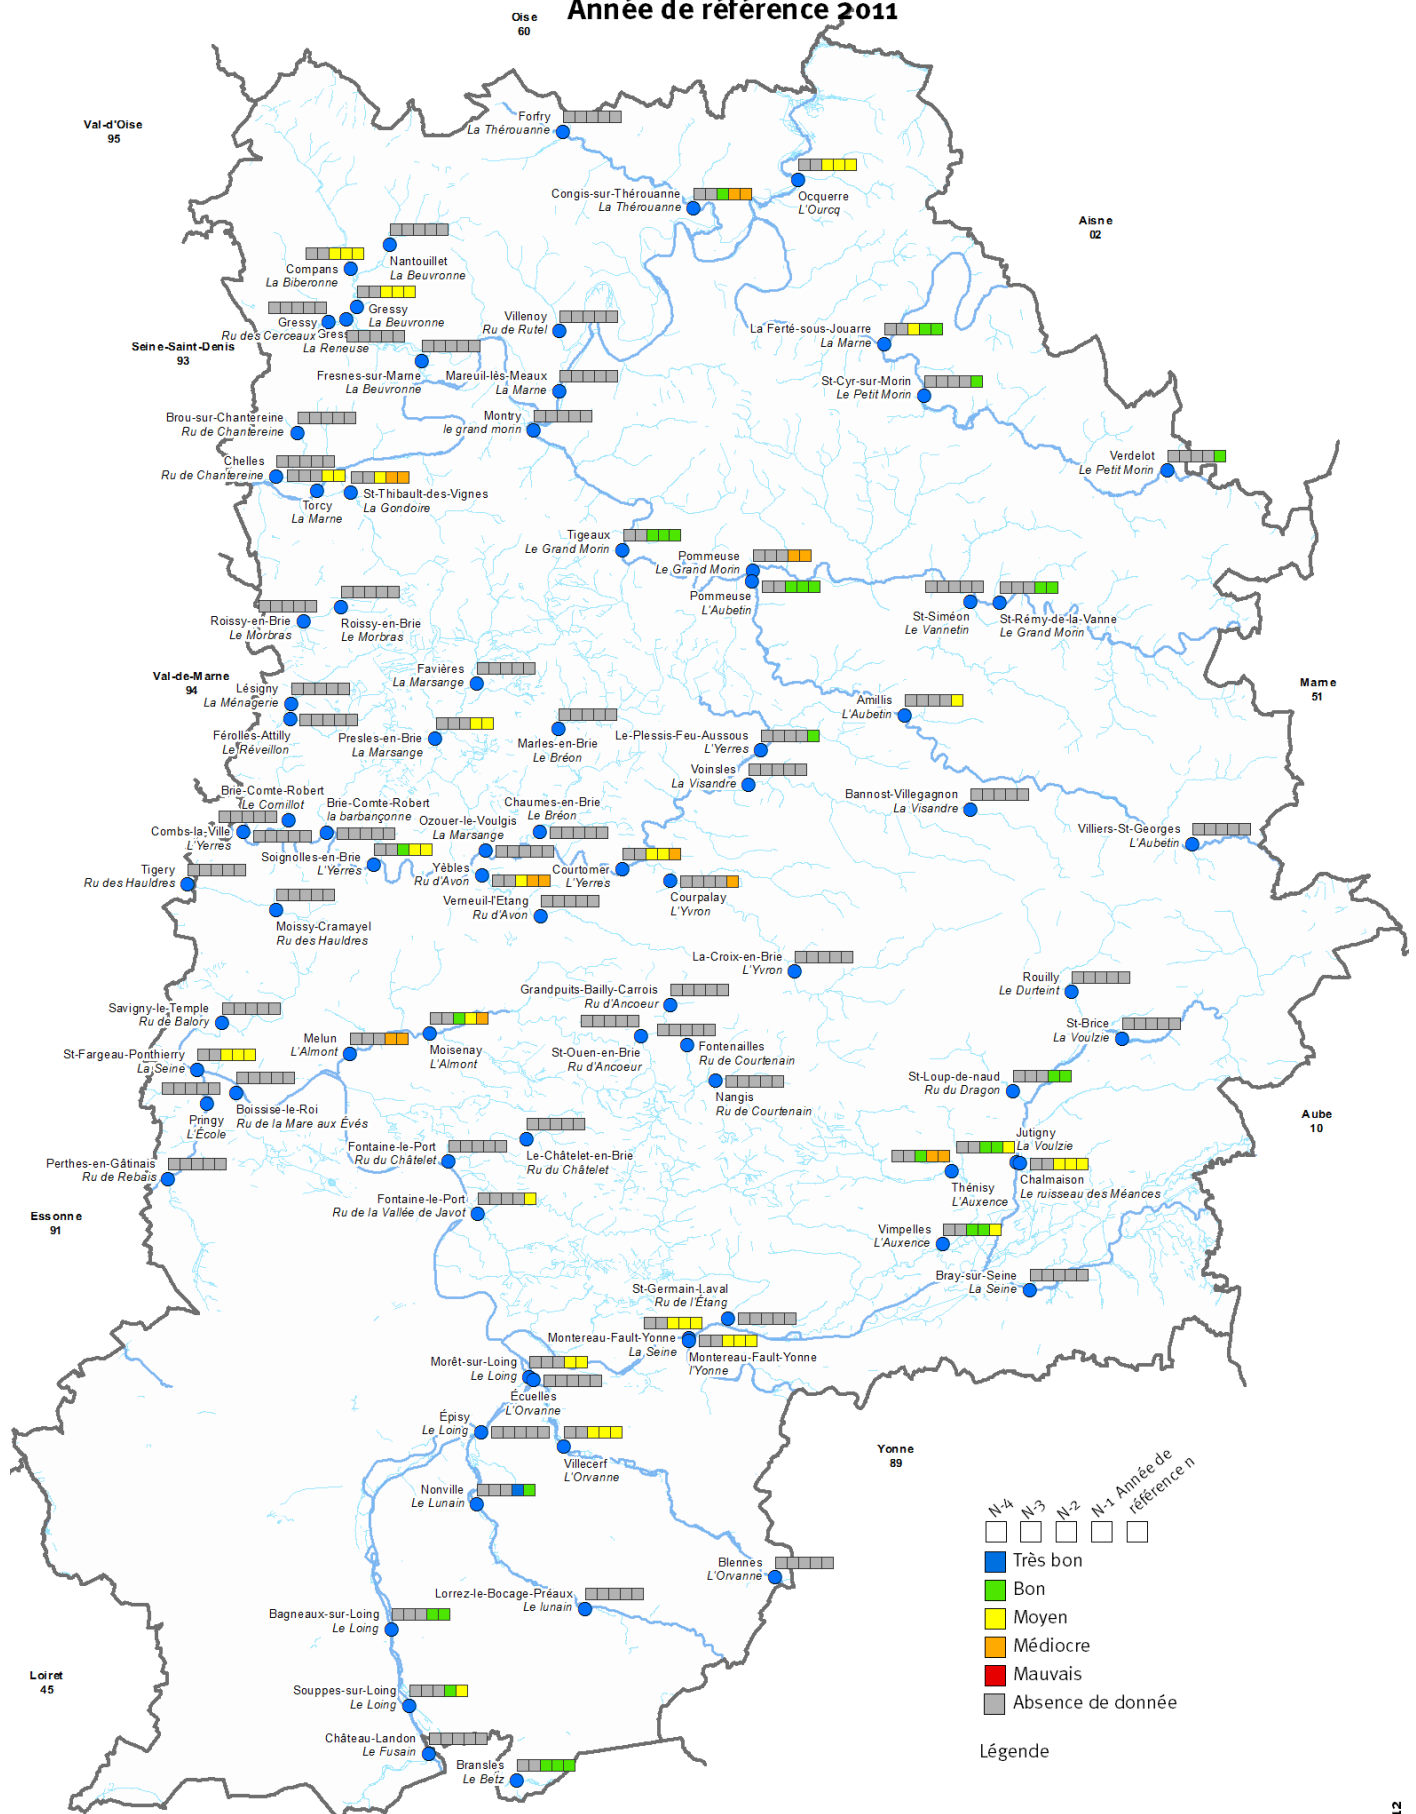 Année de référence 2011
Oise
60
Val-d'Oise
95
Forfry
La Thérouanne
Congis-sur-Thérouanne
La Thérouanne
Ocquerre
L'Ourcq
Aisne
02
Nantouillet
La Beuvronne
Compans
La Biberonne
Gressy
La Beuvronne
Gressy
Ru des Cerceaux
Gress
La Reneuse
Villenoy
Ru de Rutel
La Ferté-sous-Jouarre
La Marne
Seine-Saint-Denis
93
Fresnes-sur-Marne
La Beuvronne
Mareuil-lès-Meaux
La Marne
St-Cyr-sur-Morin
Le Petit Morin
Brou-sur-Chantereine
Ru de Chantereine
Montry
le grand morin
Verdelot
Le Petit Morin
Chelles
Ru de Chantereine
Torcy
La Marne
St-Thibault-des-Vignes
La Gondoire
Tigeaux
Le Grand Morin
Pommeuse
Le Grand Morin
Pommeuse
L'Aubetin
St-Siméon
Le Vannetin
St-Rémy-de-la-Vanne
Le Grand Morin
Roissy-en-Brie
Le Morbras
Roissy-en-Brie
Le Morbras
Val-de-Marne
94
Favières
La Marsange
Marne
51
Lésigny
La Ménagerie
Férolles-Attilly
Le Réveillon
Presles-en-Brie
La Marsange
Marles-en-Brie
Le Bréon
Le-Plessis-Feu-Aussous
L'Yerres
Amillis
L'Aubetin
Voinsles
La Visandre
Bannost-Villegagnon
La Visandre
Villiers-St-Georges
L'Aubetin
Brie-Comte-Robert
Le Cornillot
Brie-Comte-Robert
la barbançonne
Chaumes-en-Brie
Le Bréon
Ozouer-le-Voulgis
La Marsange
Combs-la-Ville
L'Yerres
Soignolles-en-Brie
L'Yerres
Yèbles
Ru d'Avon
Courtomer
L'Yerres
Courpalay
L'Yvron
Tigery
Ru des Hauldres
Verneuil-l'Etang
Ru d'Avon
Moissy-Cramayel
Ru des Hauldres
La-Croix-en-Brie
L'Yvron
Rouilly
Le Durteint
Grandpuits-Bailly-Carrois
Ru d'Ancoeur
Savigny-le-Temple
Ru de Balory
St-Brice
La Voulzie
Melun
L'Almont
Moisenay
L'Almont
St-Ouen-en-Brie
Ru d'Ancoeur
Fontenailles
Ru de Courtenain
St-Fargeau-Ponthierry
La Seine
St-Loup-de-naud
Ru du Dragon
Nangis
Ru de Courtenain
Boissise-le-Roi
Ru de la Mare aux Évés
Pringy
L'École
Aube
10
Jutigny
La Voulzie
Fontaine-le-Port
Ru du Châtelet
Le-Châtelet-en-Brie
Ru du Châtelet
Perthes-en-Gâtinais
Ru de Rebais
Thénisy
L'Auxence
Chalmaison
Le ruisseau des Méances
Fontaine-le-Port
Ru de la Vallée de Javot
Essonne
91
Vimpelles
L'Auxence
Bray-sur-Seine
La Seine
St-Germain-Laval
Ru de l'Étang
Montereau-Fault-Yonne
La Seine
Montereau-Fault-Yonne
l'Yonne
Morêt-sur-Loing
Le Loing
Écuelles
L'Orvanne
Épisy
Le Loing
Villecerf
L'Orvanne
Yonne
89
Nonville
Le Lunain
Blennes
L'Orvanne
Lorrez-le-Bocage-Préaux
Le lunain
Bagneaux-sur-Loing
Le Loing
Loiret
45
Souppes-sur-Loing
Le Loing
Château-Landon
Le Fusain
Bransles
Le Betz
N-4
N-3
N-2
N-1
Année de
référence n
Très bon
Bon
Moyen
Médiocre
Mauvais
Absence de donnée
Légende
12